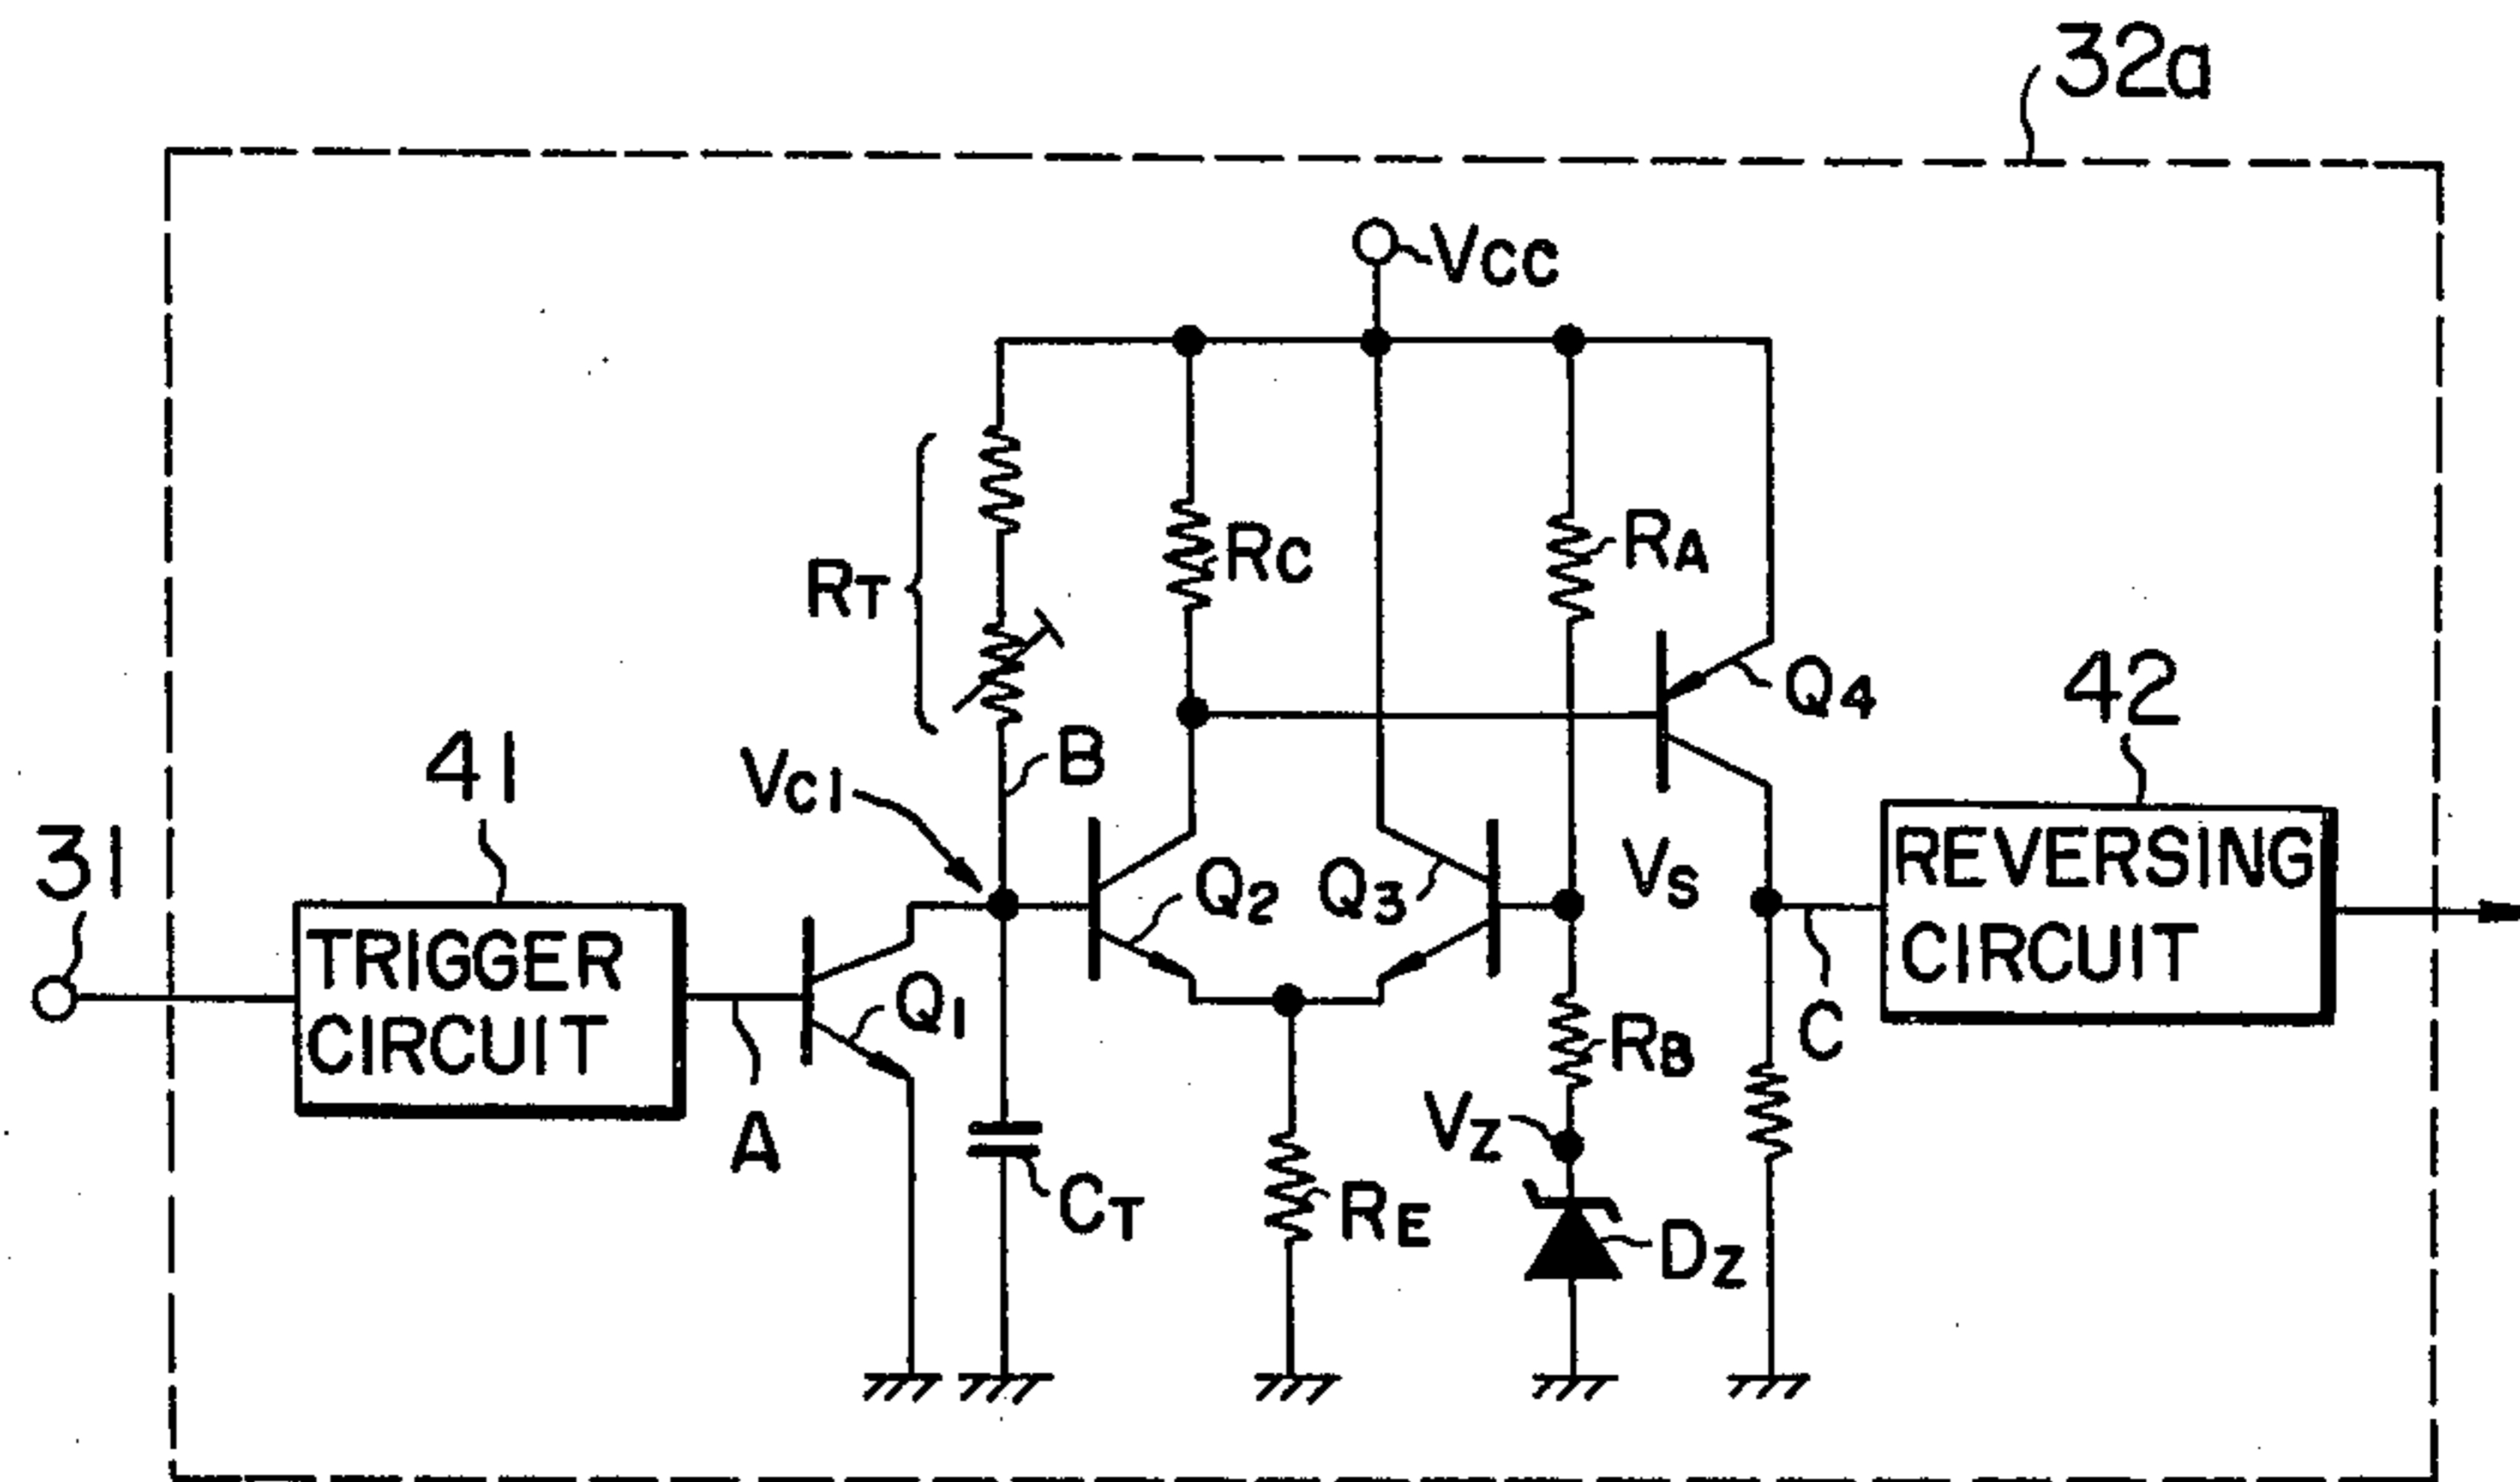 32a
VCC
RT
RC
RA
Q4
42
41
VC1
B
31
TRIGGER
CIRCUIT
Q1
Q2
Q3
VS
REVERSING
CIRCUIT
C
A
CT
RE
RB
VZ
DZ